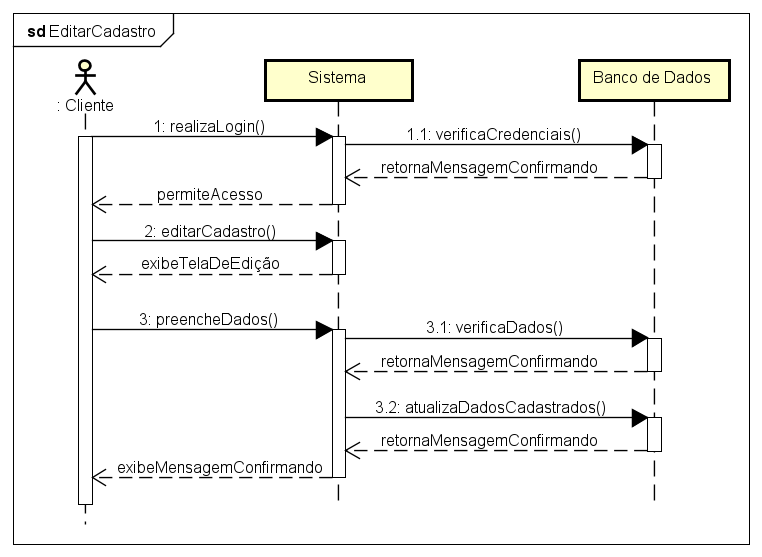 sd EditarCadastro
Sistema
Banco de Dados
: Cliente
1: realizaLogin()
1.1: verificaCredenciais()
retornaMensagemConfirmando
permiteAcesso
2: editarCadastro()
exibeTelaDeEdição
3: preencheDados()
3.1: verificaDados()
retornaMensagemConfirmando
3.2: atualizaDadosCadastrados()
retornaMensagemConfirmando
exibeMensagemConfirmando